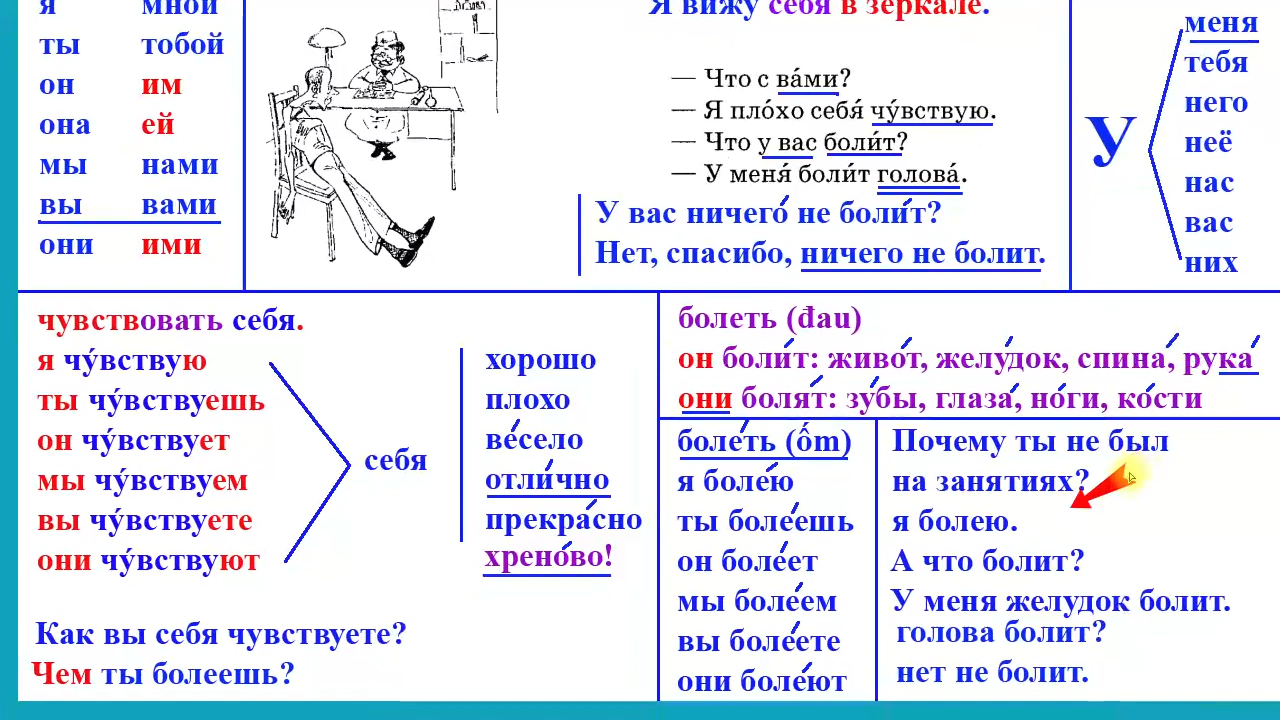 я мной
ты тобой
он им
она ей
мы нами
вы вами
они ими
Я вижу себя в зеркале.
— Что с ва́ми?
— Я пло́хо себя́ чу́вствую.
— Что у вас боли́т?
— У меня́ боли́т голова́.
У вас ничего́ не боли́т?
Нет, спасибо, ничего не болит.
У
меня
тебя
него
неё
нас
вас
них
чувствовать себя.
я чу́вствую
ты чу́вствуешь
он чу́вствует
мы чу́вствуем
вы чу́вствуете
они чу́вствуют
себя
хорошо
плохо
ве́село
отли́чно
прекра́сно
хрено́во!
Как вы себя чувствуете?
Чем ты болеешь?
болеть (đau)
он боли́т: живо́т, желу́док, спина́, рука́
они боля́т: зу́бы, глаза́, но́ги, ко́сти
боле́ть (ốm)
я боле́ю
ты боле́ешь
он боле́ет
мы боле́ем
вы боле́ете
они боле́ют
Почему ты не был
на занятиях?
я болею.
А что болит?
У меня желудок болит.
голова болит?
нет не болит.